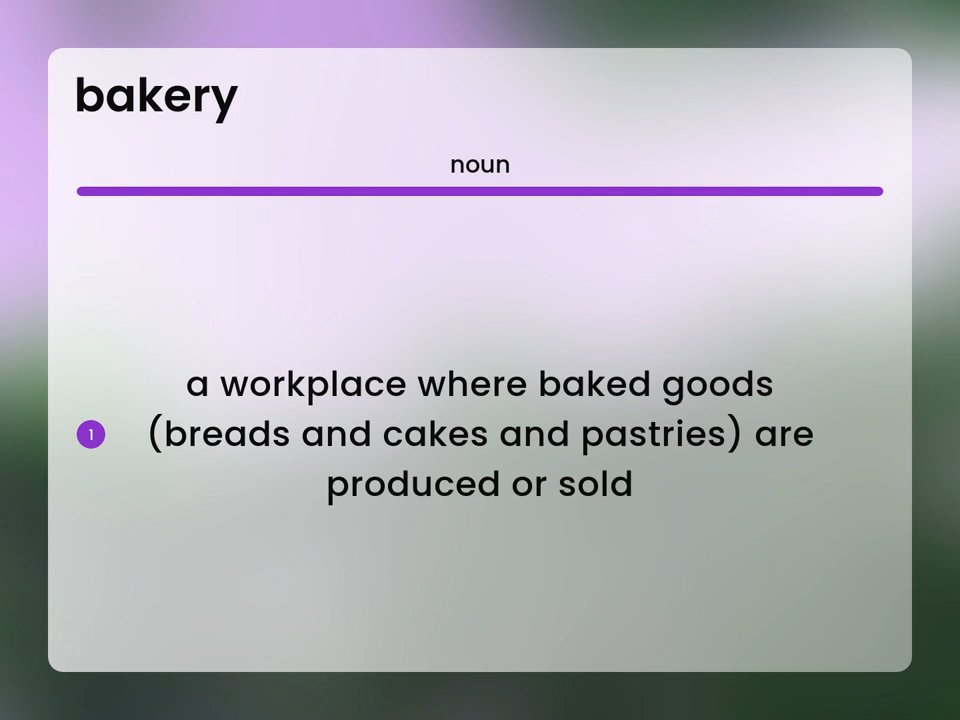 bakery
noun
a workplace where baked goods
1 (breads and cakes and pastries) are
produced or sold